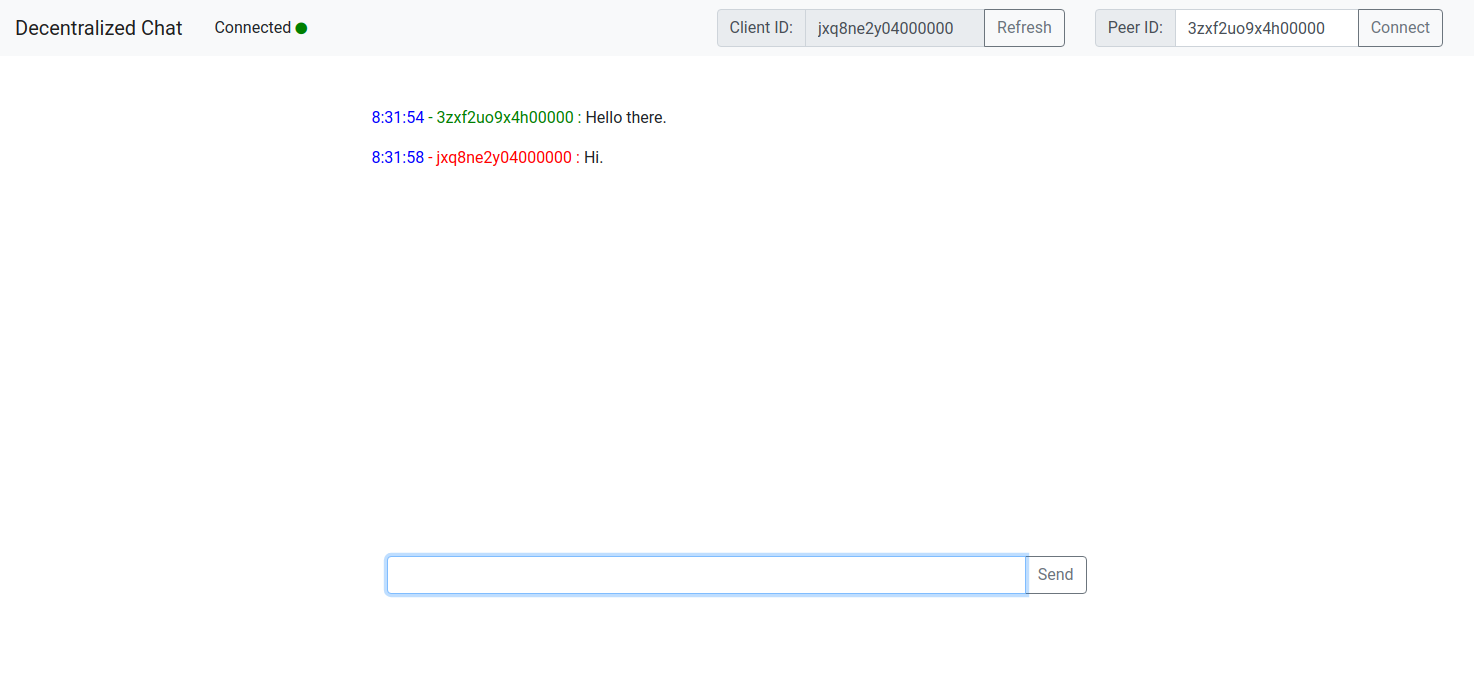 Decentralized Chat Connected Client ID: jxq8ne2y04000000 Refresh Peer ID: 3zxf2uo9x4h00000 Connect
8:31:54 - 3zxf2uo9x4h00000 : Hello there.
8:31:58 - jxq8ne2y04000000 : Hi.
Send